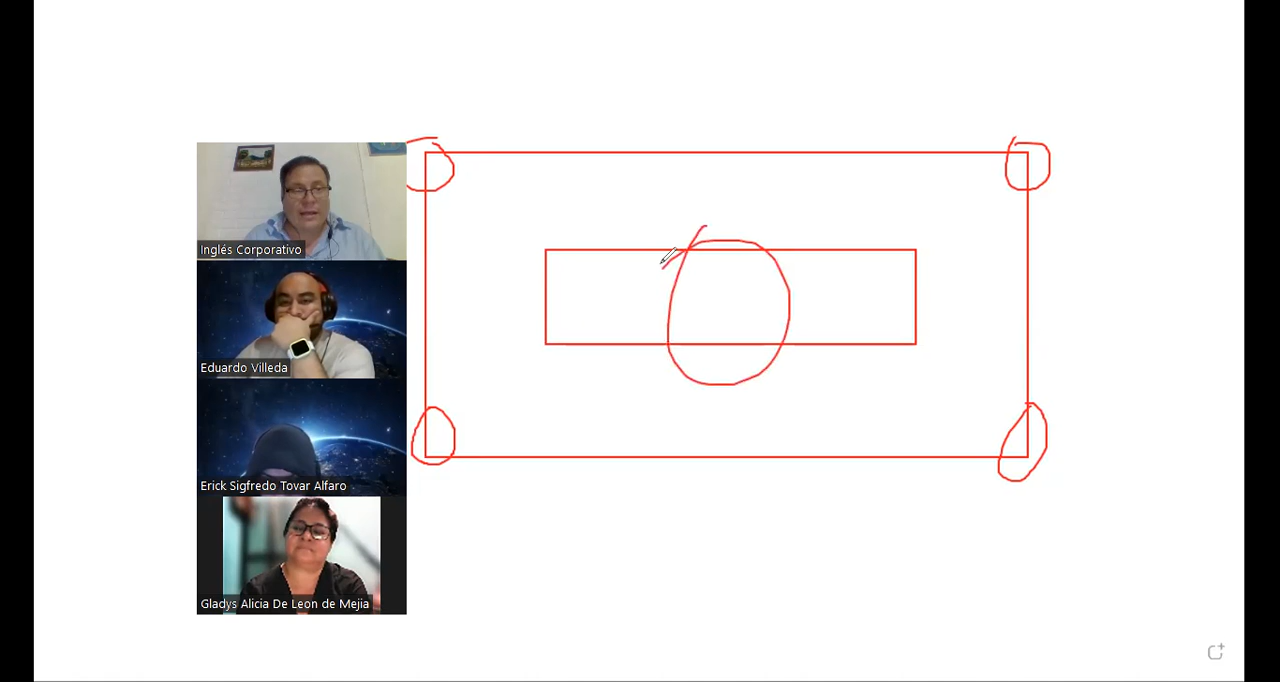 Inglés Corporativo
Eduardo Villeda
Erick Sigfredo Tovar Alfaro
Gladys Alicia De Leon de Mejia